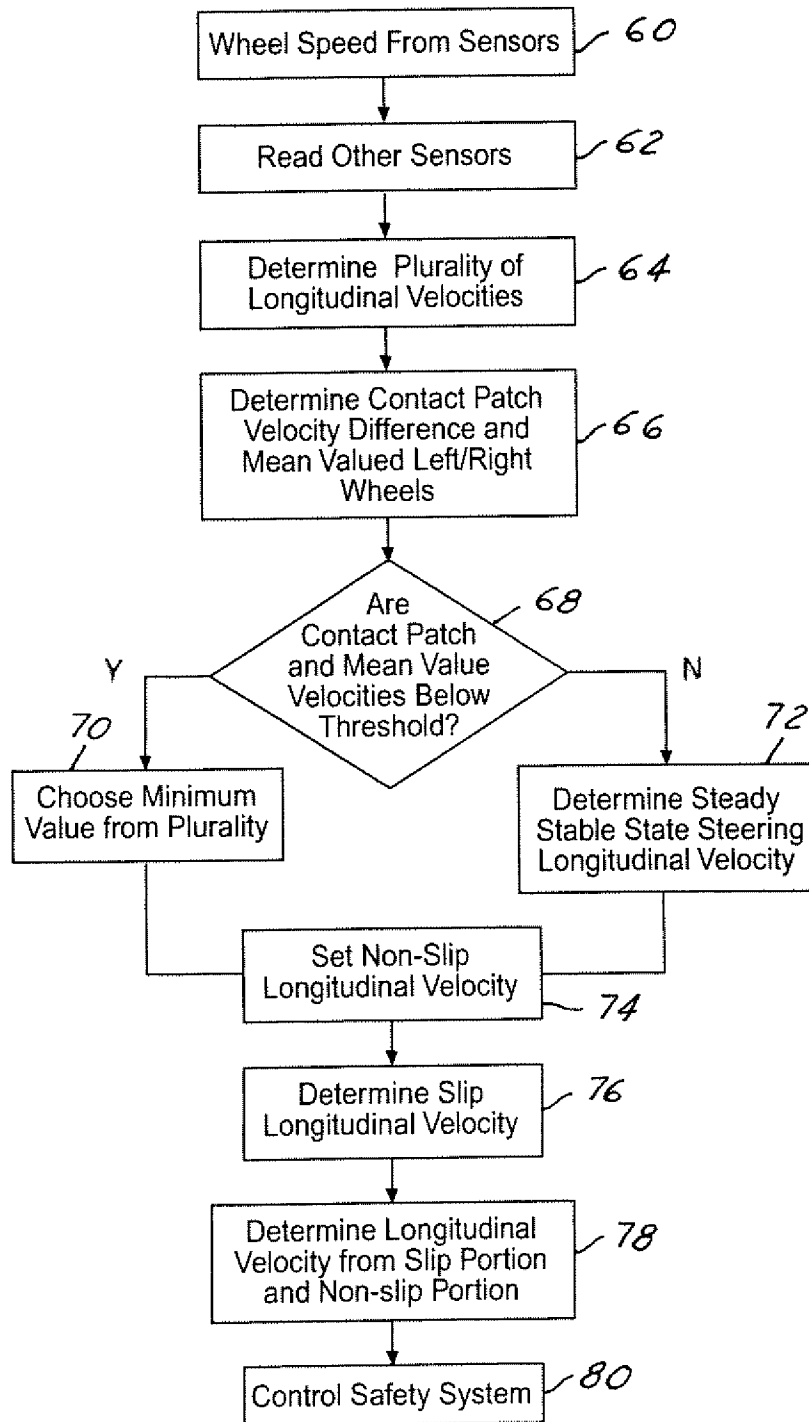 Wheel Speed From Sensors
60
Read Other Sensors
62
Determine Plurality of
Longitudinal Velocities
64
Determine Contact Patch
Velocity Difference and
Mean Valued Left/Right
Wheels
66
Are
Contact Patch
and Mean Value
Velocities Below
Threshold?
68
Y
N
70
Choose Minimum
Value from Plurality
72
Determine Steady
Stable State Steering
Longitudinal Velocity
Set Non-Slip
Longitudinal Velocity
74
Determine Slip
Longitudinal Velocity
76
Determine Longitudinal
Velocity from Slip Portion
and Non-slip Portion
78
Control Safety System
80